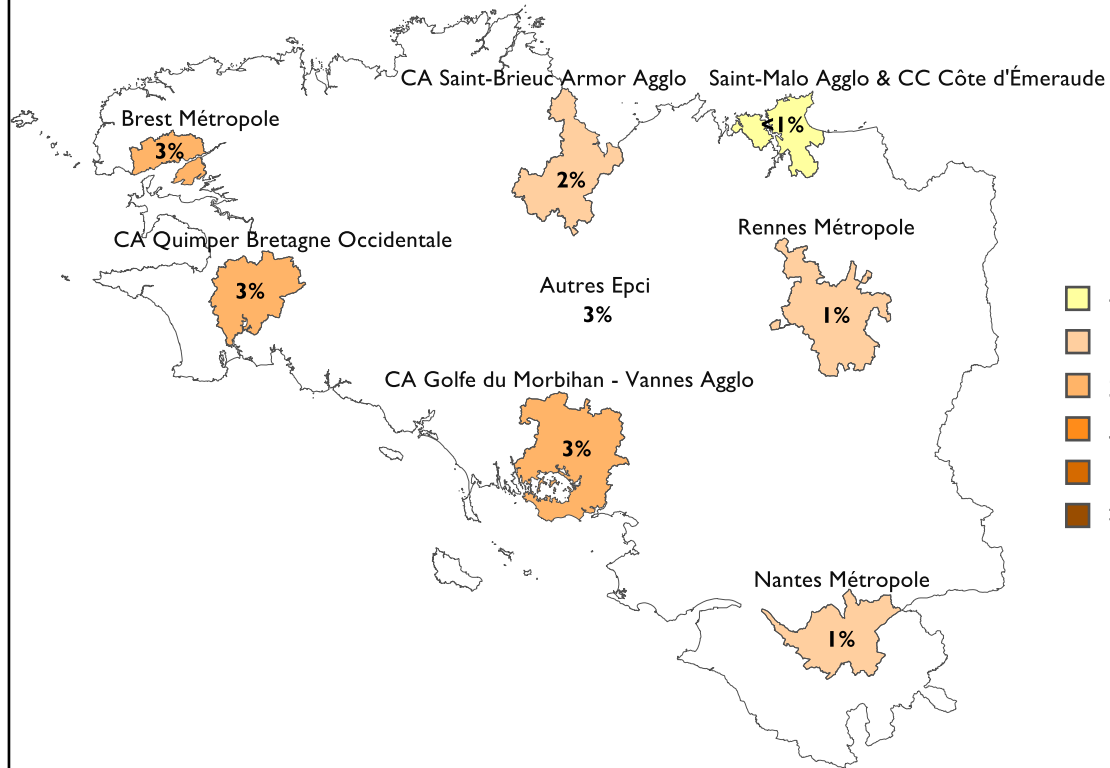 CA Saint-Brieuc Armor Agglo
Saint-Malo Agglo & CC Côte d'Émeraude
Brest Métropole
<1%
3%
2%
Rennes Métropole
CA Quimper Bretagne Occidentale
3%
Autres Epci
3%
1%
CA Golfe du Morbihan - Vannes Agglo
3%
Nantes Métropole
1%